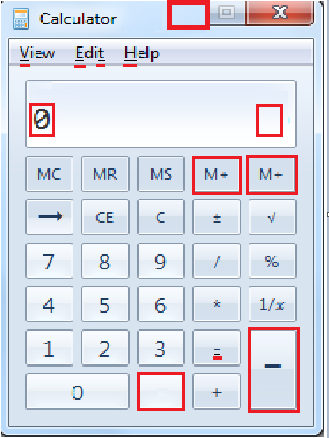 Calculator
View Edit Help
0
MC MR MS M+ M+
→ CE C ± √
7 8 9 / %
4 5 6 * 1/x
1 2 3 = −
0 +